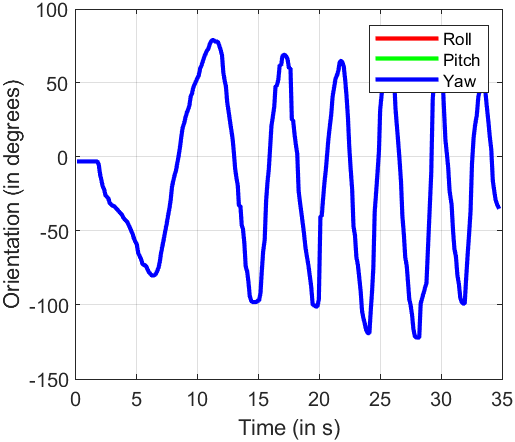 100
50
0
-50
-100
-150
Orientation (in degrees)
Roll
Pitch
Yaw
0 5 10 15 20 25 30 35
Time (in s)